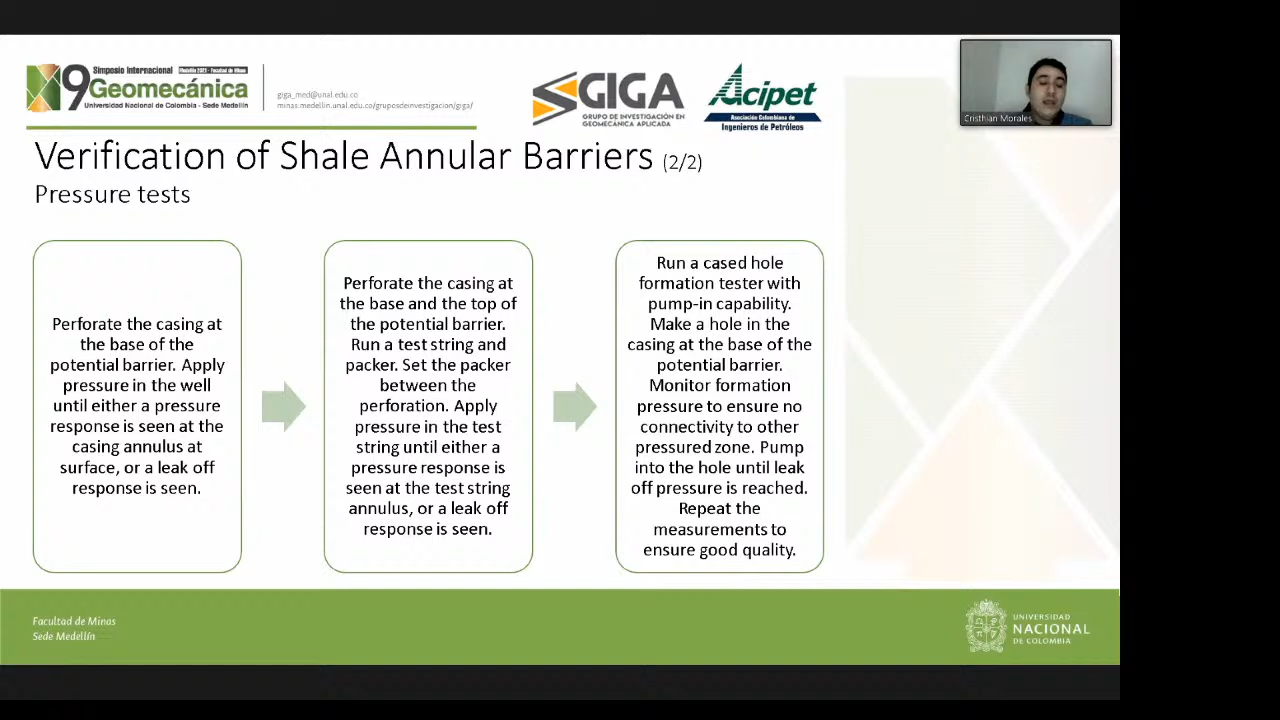 9
Simposio Internacional
Medellín 2023 - Facultad de Minas
Geomecánica
Universidad Nacional de Colombia - Sede Medellín
giga_med@unal.edu.co
minas.medellin.unal.edu.co/gruposdeinvestigacion/giga/
GIGA
GRUPO DE INVESTIGACIÓN EN
GEOMECÁNICA APLICADA
Acipet
Asociación Colombiana de
Ingenieros de Petróleos
Cristhian Morales
Verification of Shale Annular Barriers (2/2)
Pressure tests
Perforate the casing at
the base of the
potential barrier. Apply
pressure in the well
until either a pressure
response is seen at the
casing annulus at
surface, or a leak off
response is seen.
Perforate the casing at
the base and the top of
the potential barrier.
Run a test string and
packer. Set the packer
between the
perforation. Apply
pressure in the test
string until either a
pressure response is
seen at the test string
annulus, or a leak off
response is seen.
Run a cased hole
formation tester with
pump-in capability.
Make a hole in the
casing at the base of the
potential barrier.
Monitor formation
pressure to ensure no
connectivity to other
pressured zone. Pump
into the hole until leak
off pressure is reached.
Repeat the
measurements to
ensure good quality.
Facultad de Minas
Sede Medellín
UNIVERSIDAD
NACIONAL
DE COLOMBIA